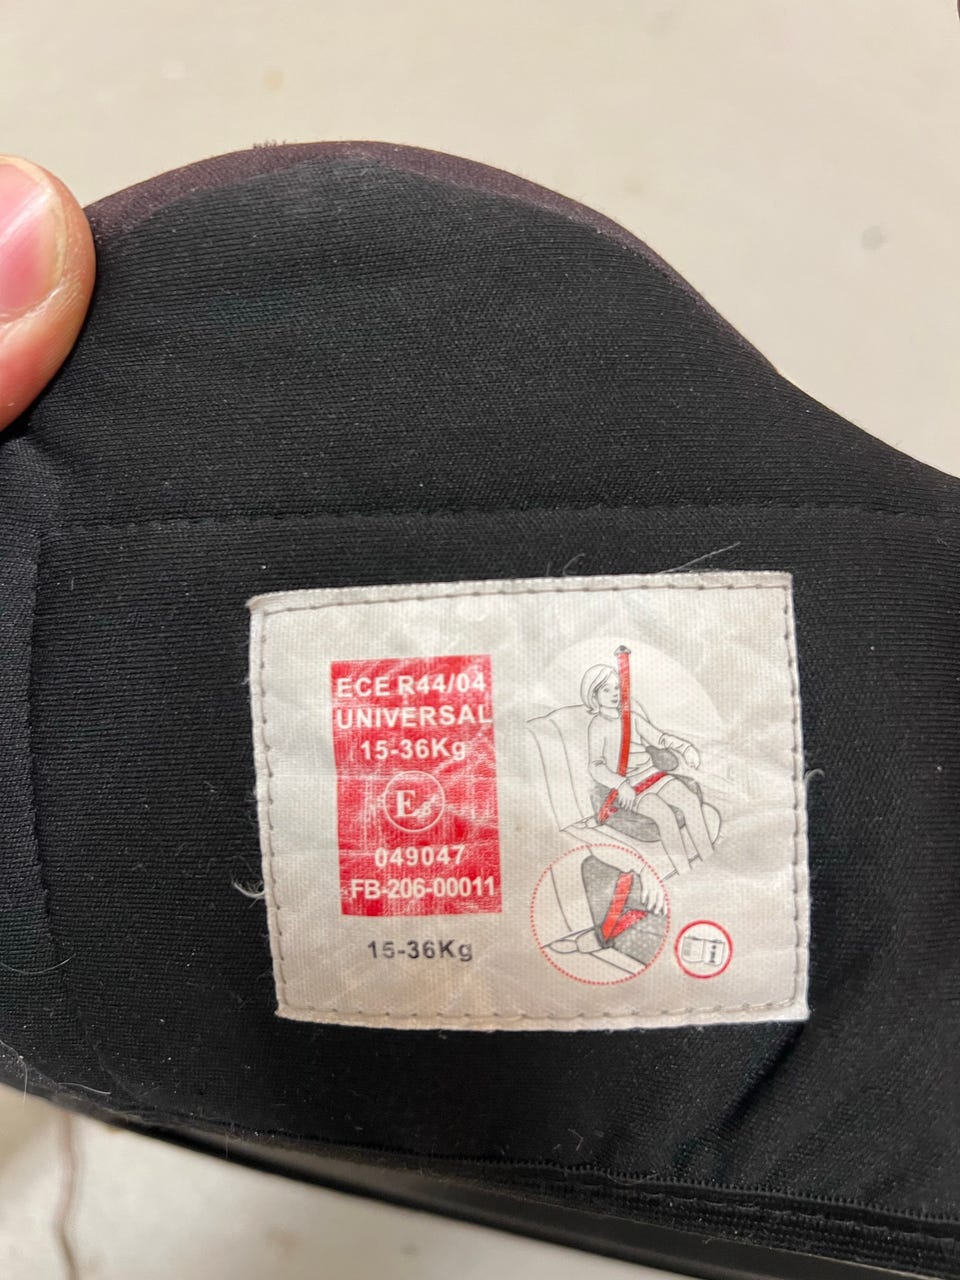 ECE R44/04
UNIVERSAL
15-36Kg
E
049047
FB-206-00011
15-36Kg